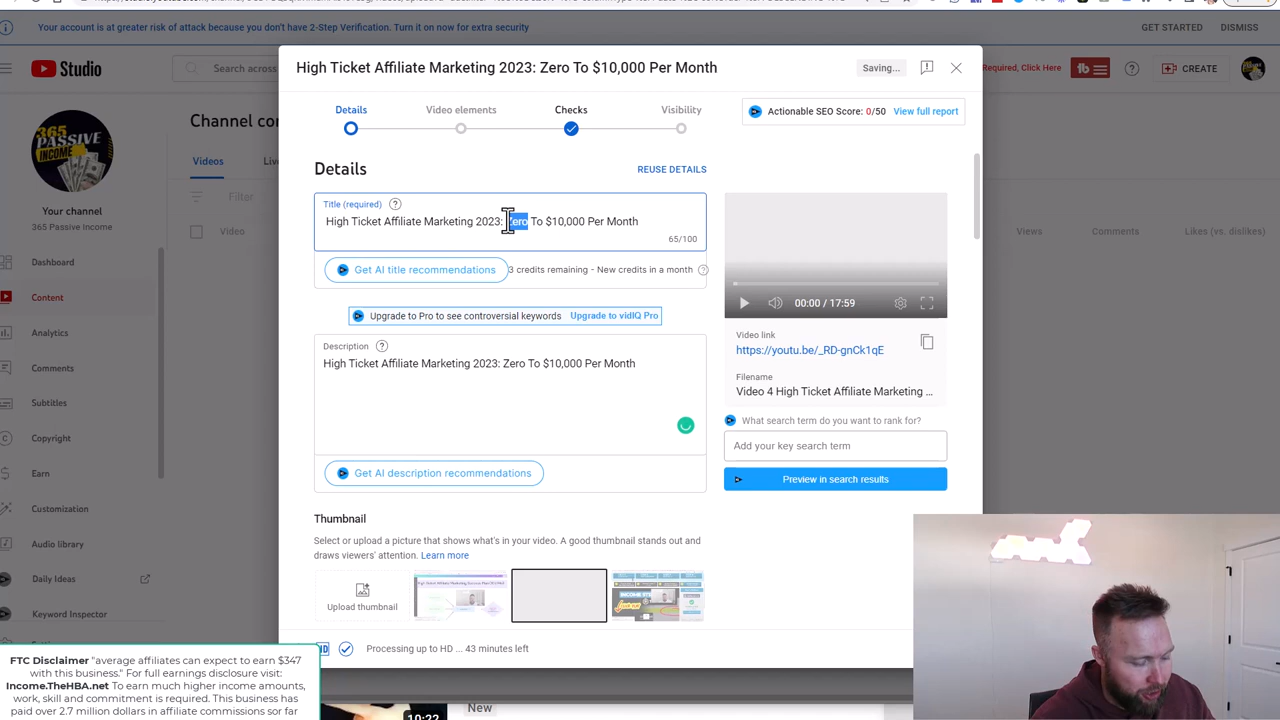 Your account is at greater risk of attack because you don't have 2-Step Verification. Turn it on now for extra security
GET STARTED
DISMISS
Studio
Search across
Required, Click Here
CREATE
365
PASSIVE
INCOME
Your channel
365 Passive Income
Dashboard
Content
Analytics
Comments
Subtitles
Copyright
Earn
Customization
Audio library
Daily Ideas
Keyword Inspector
Channel con
Videos
Filter
Video
Views
Comments
Likes (vs. dislikes)
High Ticket Affiliate Marketing 2023: Zero To $10,000 Per Month
Saving...
Details
Video elements
Checks
Visibility
Actionable SEO Score: 0/50
View full report
Details
REUSE DETAILS
Title (required)
High Ticket Affiliate Marketing 2023: Zero To $10,000 Per Month
65/100
Get AI title recommendations
3 credits remaining - New credits in a month
Upgrade to Pro to see controversial keywords
Upgrade to vidIQ Pro
Description
High Ticket Affiliate Marketing 2023: Zero To $10,000 Per Month
Get AI description recommendations
00:00 / 17:59
Video link
https://youtu.be/_RD-gnCk1qE
Filename
Video 4 High Ticket Affiliate Marketing ...
What search term do you want to rank for?
Add your key search term
Preview in search results
Thumbnail
Select or upload a picture that shows what's in your video. A good thumbnail stands out and
draws viewers' attention. Learn more
Upload thumbnail
Processing up to HD ... 43 minutes left
10:22
New
FTC Disclaimer "average affiliates can expect to earn $347
with this business." For full earnings disclosure visit:
Income.TheHBA.net To earn much higher income amounts,
work, skill and commitment is required. This business has
paid over 2.7 million dollars in affiliate commissions sor far